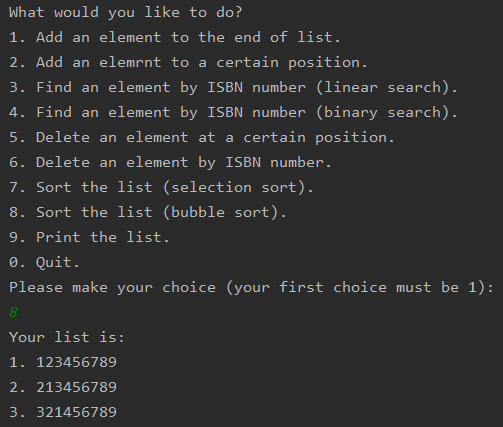 What would you like to do?
1. Add an element to the end of list.
2. Add an elemrnt to a certain position.
3. Find an element by ISBN number (linear search).
4. Find an element by ISBN number (binary search).
5. Delete an element at a certain position.
6. Delete an element by ISBN number.
7. Sort the list (selection sort).
8. Sort the list (bubble sort).
9. Print the list.
0. Quit.
Please make your choice (your first choice must be 1):
8
Your list is:
1. 123456789
2. 213456789
3. 321456789